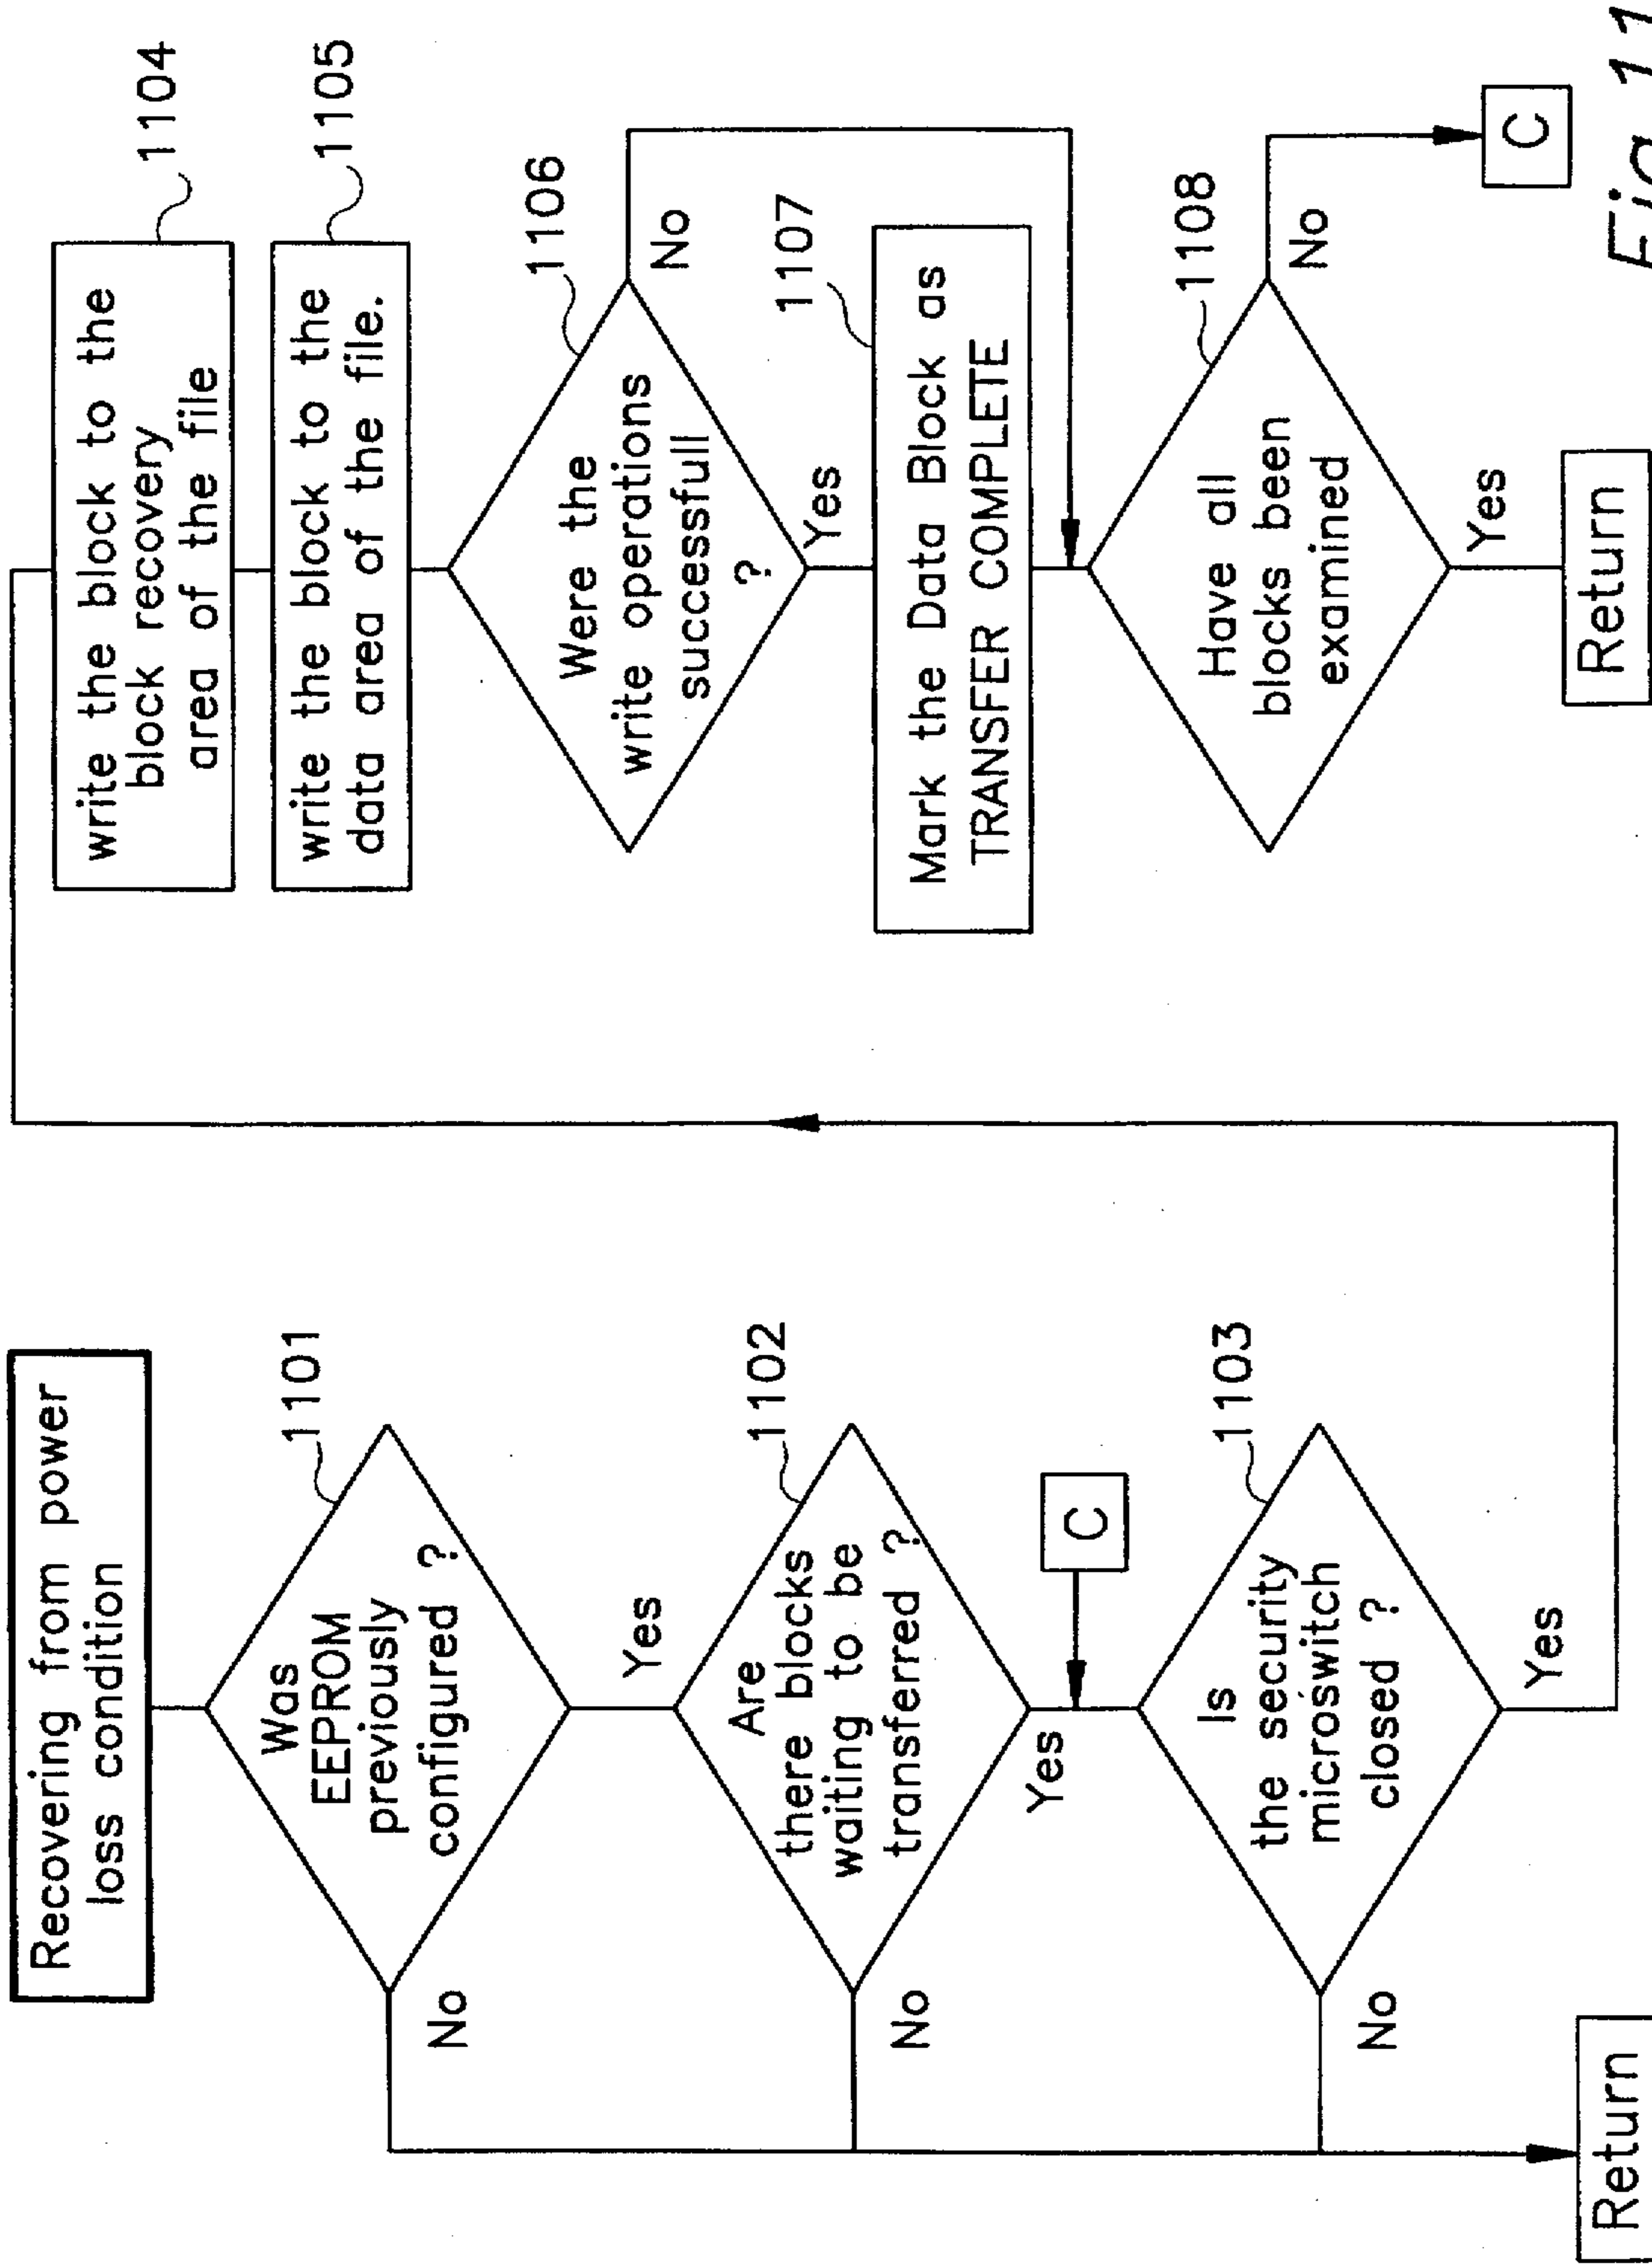 Recovering from power
loss condition
1101
Was
EEPROM
previously
configured ?
No
Yes
1102
Are
there blocks
waiting to be
transferred ?
No
Yes
C
1103
Is
the security
microswitch
closed ?
No
Yes
Return
write the block to the
block recovery
area of the file
1104
write the block to the
data area of the file.
1105
1106
Were the
write operations
successfull
?
No
Yes
1107
Mark the Data Block as
TRANSFER COMPLETE
1108
Have all
blocks been
examined
No
Yes
C
Return
Fig 11